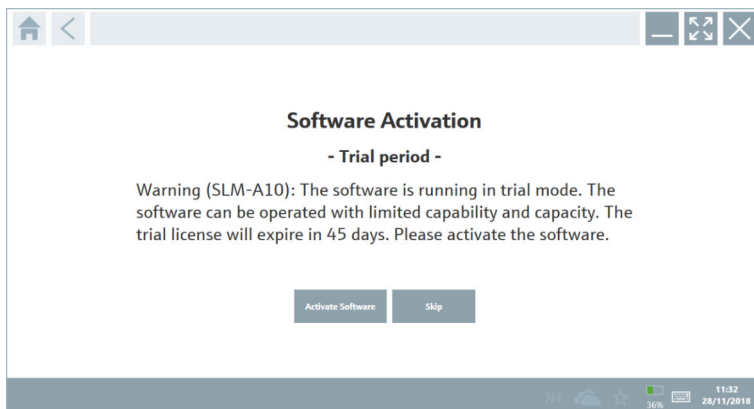 Software Activation
- Trial period -
Warning (SLM-A10): The software is running in trial mode. The
software can be operated with limited capability and capacity. The
trial license will expire in 45 days. Please activate the software.
Activate Software Skip
11:32
36% 28/11/2018